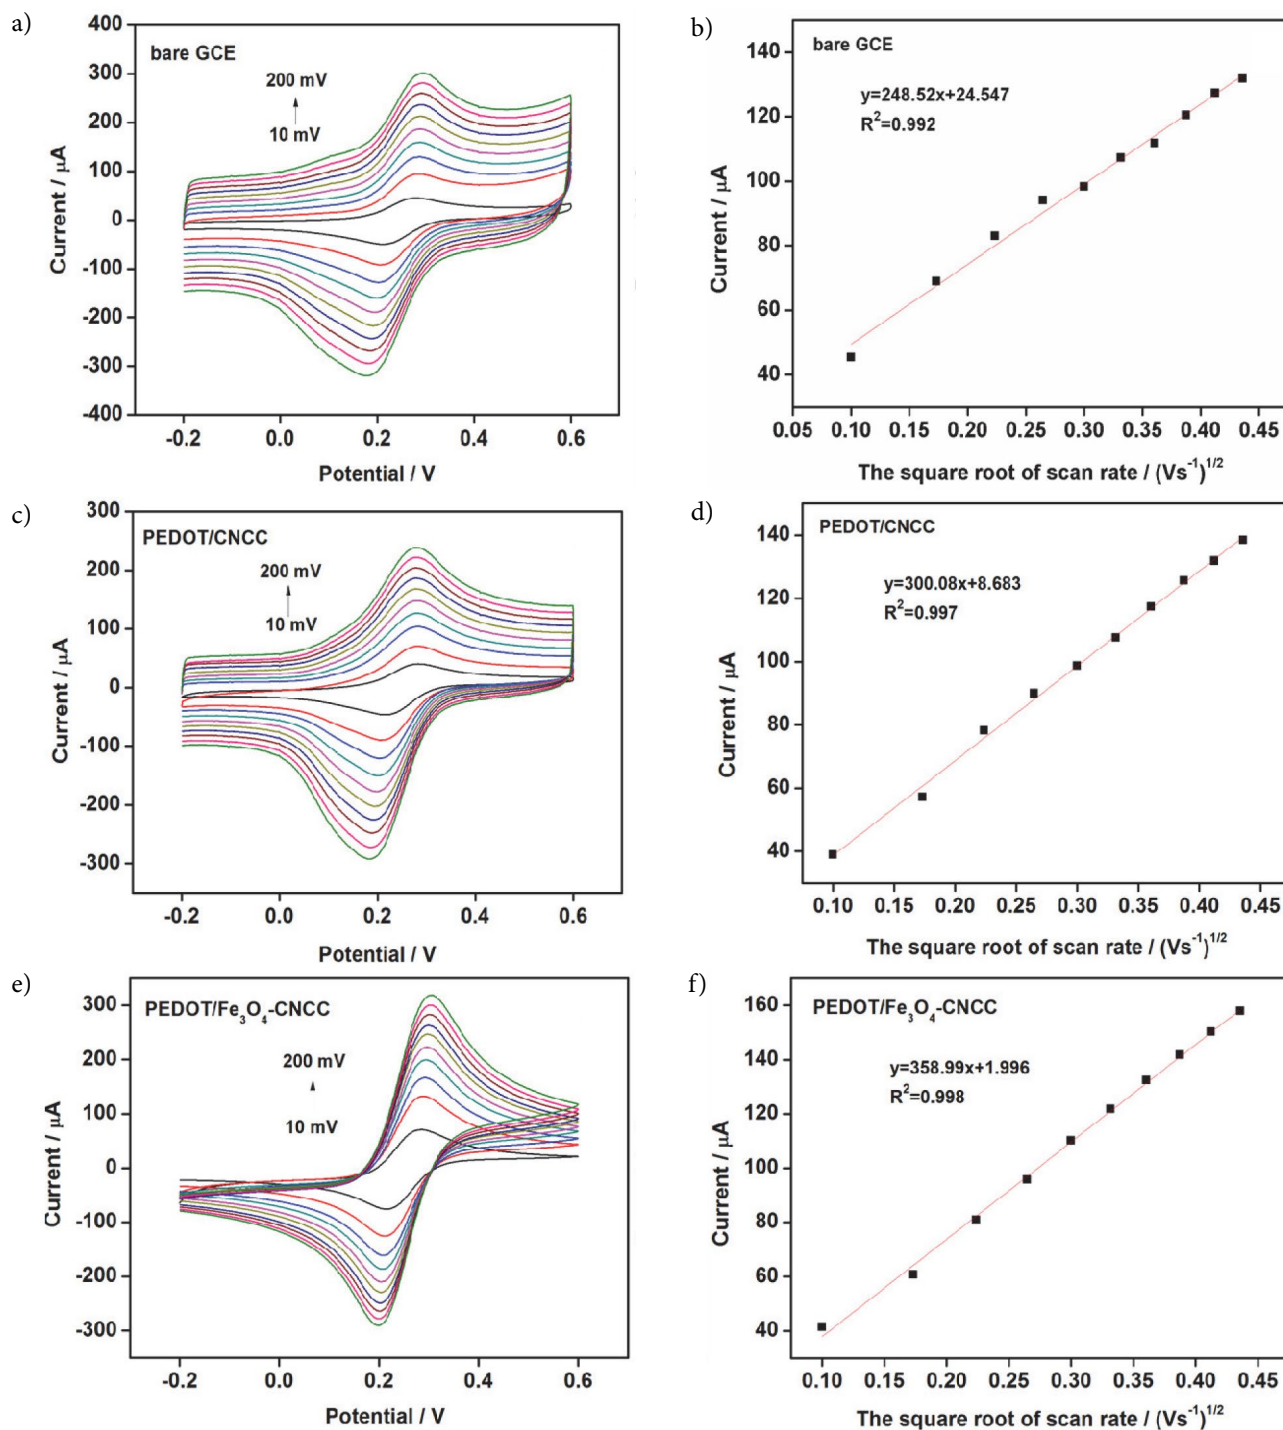 a)
bare GCE
200 mV
10 mV
400
300
200
100
0
-100
-200
-300
-400
Current / μA
-0.2 0.0 0.2 0.4 0.6
Potential / V
b)
bare GCE
y=248.52x+24.547
R²=0.992
140
120
100
80
60
40
Current / μA
0.05 0.10 0.15 0.20 0.25 0.30 0.35 0.40 0.45
The square root of scan rate / (Vs⁻¹)¹/²
c)
PEDOT/CNCC
200 mV
10 mV
300
200
100
0
-100
-200
-300
Current / μA
-0.2 0.0 0.2 0.4 0.6
Potential / V
d)
PEDOT/CNCC
y=300.08x+8.683
R²=0.997
140
120
100
80
60
40
Current / μA
0.10 0.15 0.20 0.25 0.30 0.35 0.40 0.45
The square root of scan rate / (Vs⁻¹)¹/²
e)
PEDOT/Fe₃O₄-CNCC
200 mV
10 mV
300
200
100
0
-100
-200
-300
Current / μA
-0.2 0.0 0.2 0.4 0.6
Potential / V
f)
PEDOT/Fe₃O₄-CNCC
y=358.99x+1.996
R²=0.998
160
140
120
100
80
60
40
Current / μA
0.10 0.15 0.20 0.25 0.30 0.35 0.40 0.45
The square root of scan rate / (Vs⁻¹)¹/²